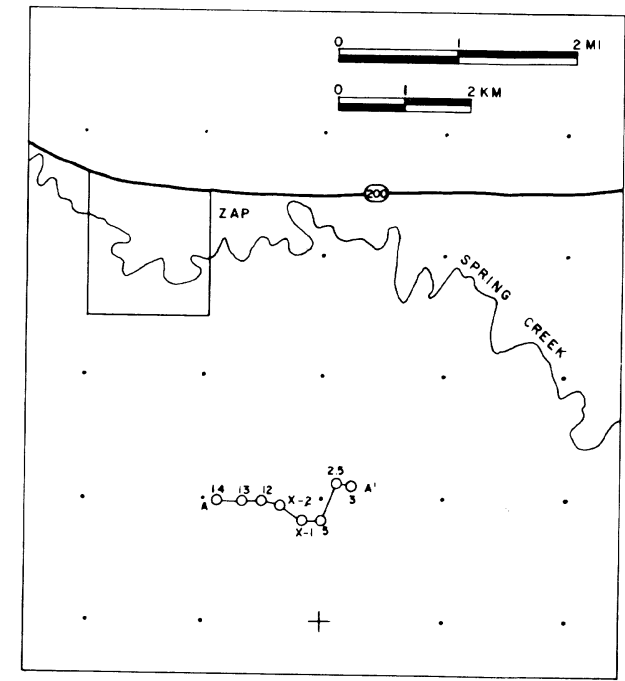 0 1 2 MI
0 1 2 KM
200
ZAP
SPRING
CREEK
2.5
14 13 12 X-2 A'
A 3
X-1 5